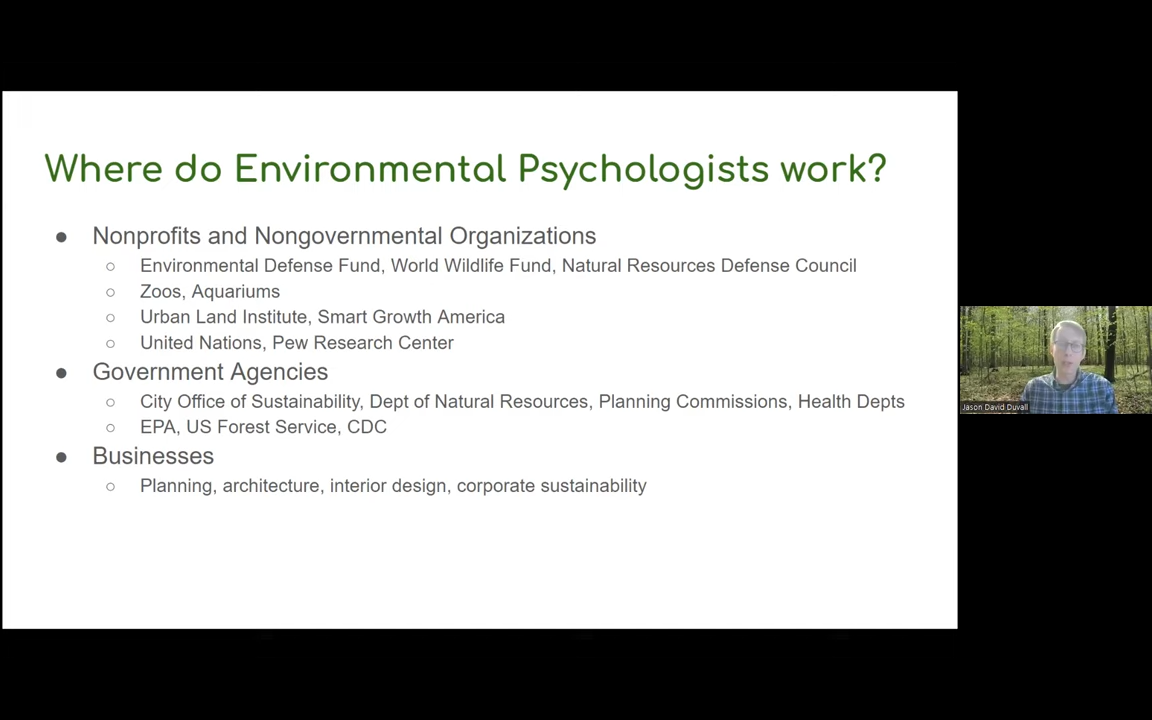 Where do Environmental Psychologists work?
● Nonprofits and Nongovernmental Organizations
○ Environmental Defense Fund, World Wildlife Fund, Natural Resources Defense Council
○ Zoos, Aquariums
○ Urban Land Institute, Smart Growth America
○ United Nations, Pew Research Center
● Government Agencies
○ City Office of Sustainability, Dept of Natural Resources, Planning Commissions, Health Depts
○ EPA, US Forest Service, CDC
● Businesses
○ Planning, architecture, interior design, corporate sustainability
Jason David Duvall